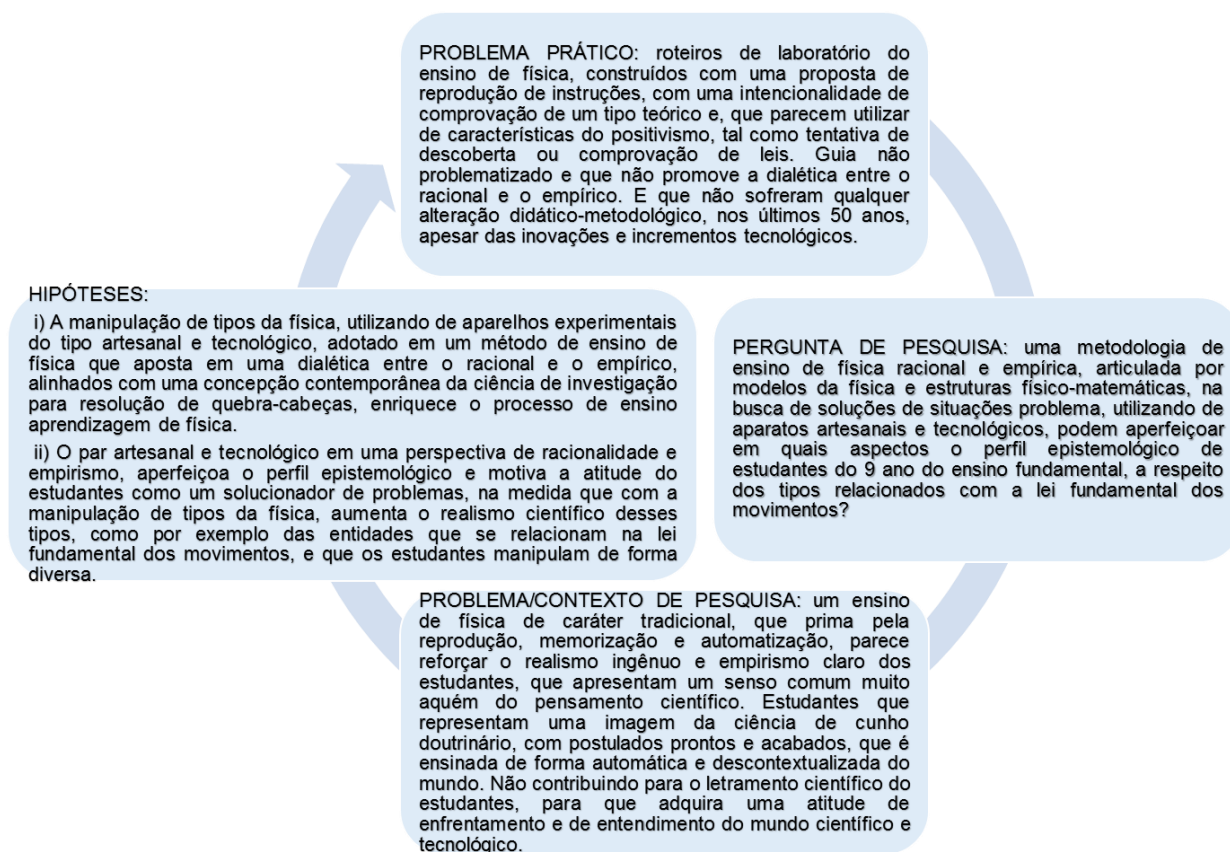 PROBLEMA PRÁTICO: roteiros de laboratório do
ensino de física, construídos com uma proposta de
reprodução de instruções, com uma intencionalidade de
comprovação de um tipo teórico e, que parecem utilizar
de características do positivismo, tal como tentativa de
descoberta ou comprovação de leis. Guia não
problematizado e que não promove a dialética entre o
racional e o empírico. E que não sofreram qualquer
alteração didático-metodológico, nos últimos 50 anos,
apesar das inovações e incrementos tecnológicos.
PERGUNTA DE PESQUISA: uma metodologia de
ensino de física racional e empírica, articulada por
modelos da física e estruturas físico-matemáticas, na
busca de soluções de situações problema, utilizando de
aparatos artesanais e tecnológicos, podem aperfeiçoar
em quais aspectos o perfil epistemológico de
estudantes do 9 ano do ensino fundamental, a respeito
dos tipos relacionados com a lei fundamental dos
movimentos?
PROBLEMA/CONTEXTO DE PESQUISA: um ensino
de física de caráter tradicional, que prima pela
reprodução, memorização e automatização, parece
reforçar o realismo ingênuo e empirismo claro dos
estudantes, que apresentam um senso comum muito
aquém do pensamento científico. Estudantes que
representam uma imagem da ciência de cunho
doutrinário, com postulados prontos e acabados, que é
ensinada de forma automática e descontextualizada do
mundo. Não contribuindo para o letramento científico do
estudantes, para que adquira uma atitude de
enfrentamento e de entendimento do mundo científico e
tecnológico.
HIPÓTESES:
i) A manipulação de tipos da física, utilizando de aparelhos experimentais
do tipo artesanal e tecnológico, adotado em um método de ensino de
física que aposta em uma dialética entre o racional e o empírico,
alinhados com uma concepção contemporânea da ciência de investigação
para resolução de quebra-cabeças, enriquece o processo de ensino
aprendizagem de física.
ii) O par artesanal e tecnológico em uma perspectiva de racionalidade e
empirismo, aperfeiçoa o perfil epistemológico e motiva a atitude do
estudantes como um solucionador de problemas, na medida que com a
manipulação de tipos da física, aumenta o realismo científico desses
tipos, como por exemplo das entidades que se relacionam na lei
fundamental dos movimentos, e que os estudantes manipulam de forma
diversa.